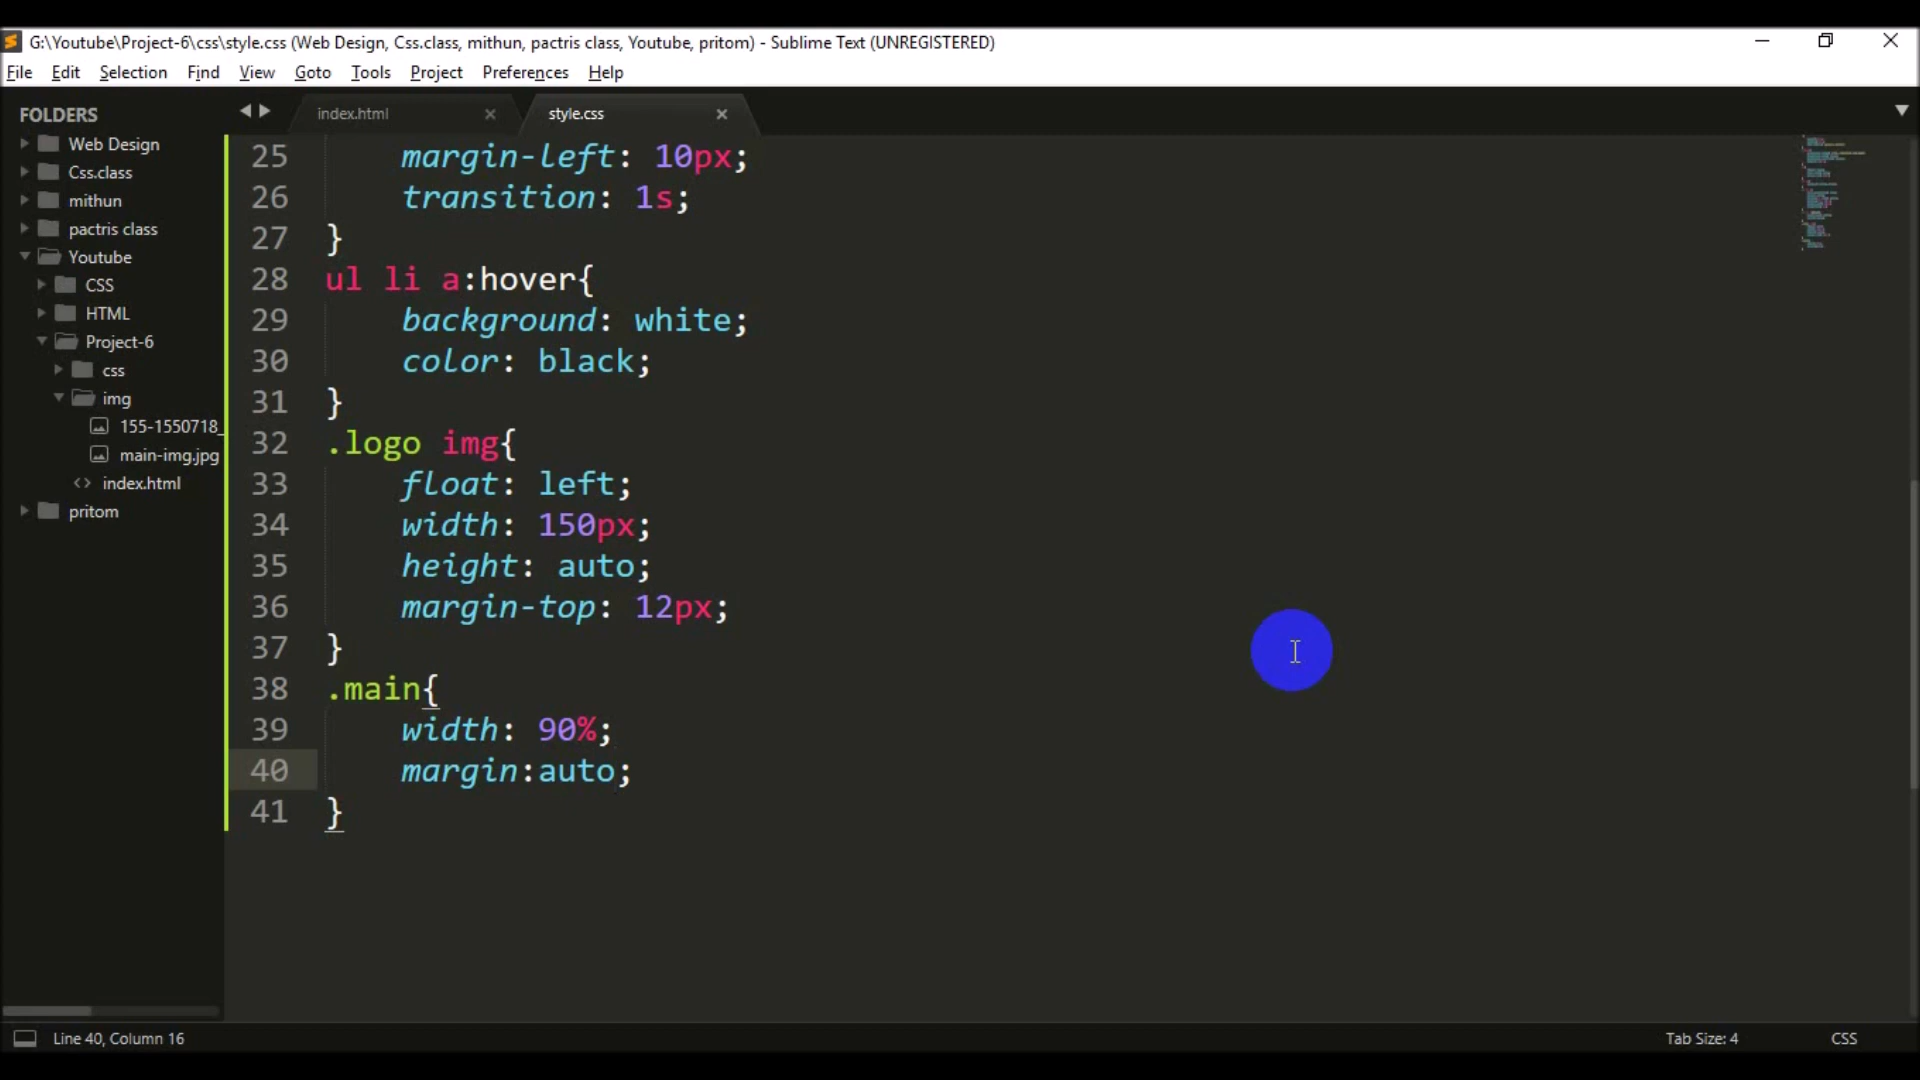 G:\Youtube\Project-6\css\style.css (Web Design, Css.class, mithun, pactris class, Youtube, pritom) - Sublime Text (UNREGISTERED)
File Edit Selection Find View Goto Tools Project Preferences Help
FOLDERS
Web Design
Css.class
mithun
pactris class
Youtube
CSS
HTML
Project-6
css
img
155-1550718_
main-img.jpg
index.html
pritom
index.html style.css
25 margin-left: 10px;
26 transition: 1s;
27 }
28 ul li a:hover{
29 background: white;
30 color: black;
31 }
32 .logo img{
33 float: left;
34 width: 150px;
35 height: auto;
36 margin-top: 12px;
37 }
38 .main{
39 width: 90%;
40 margin:auto;
41 }
Line 40, Column 16 Tab Size: 4 CSS